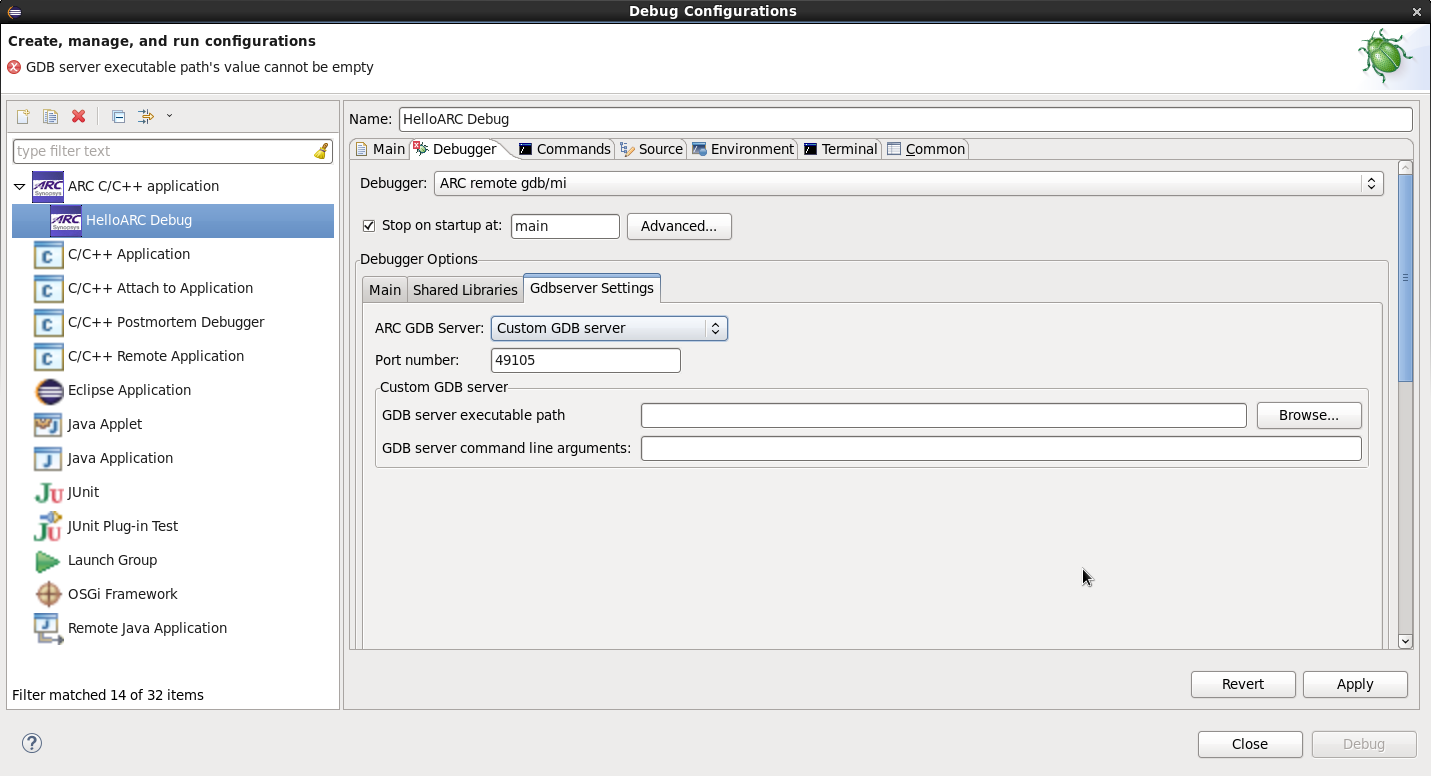 Debug Configurations
Create, manage, and run configurations
GDB server executable path's value cannot be empty
type filter text
ARC C/C++ application
HelloARC Debug
C/C++ Application
C/C++ Attach to Application
C/C++ Postmortem Debugger
C/C++ Remote Application
Eclipse Application
Java Applet
Java Application
JUnit
JUnit Plug-in Test
Launch Group
OSGi Framework
Remote Java Application
Filter matched 14 of 32 items
Name: HelloARC Debug
Main Debugger Commands Source Environment Terminal Common
Debugger: ARC remote gdb/mi
Stop on startup at: main Advanced...
Debugger Options
Main Shared Libraries Gdbserver Settings
ARC GDB Server: Custom GDB server
Port number: 49105
Custom GDB server
GDB server executable path Browse...
GDB server command line arguments:
Revert Apply
Close Debug